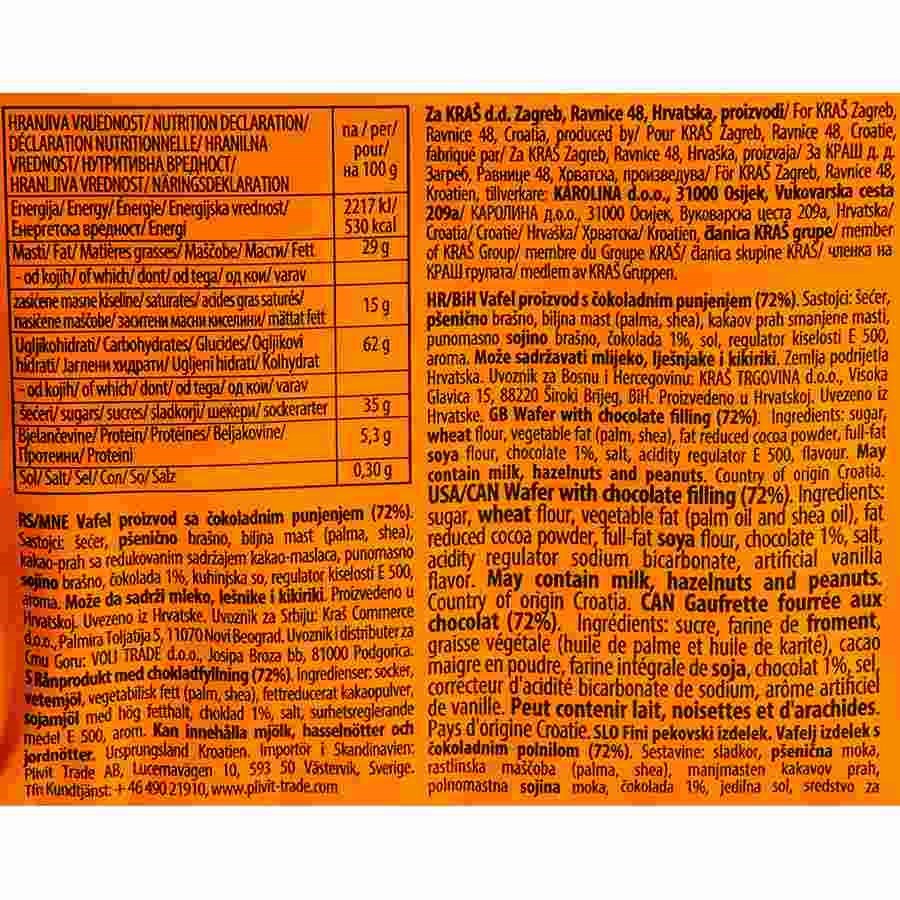 HRANJIVA VRIJEDNOST/ NUTRITION DECLARATION/
DÉCLARATION NUTRITIONNELLE/ HRANILNA
VREDNOST/ НУТРИТИВНА ВРЕДНОСТ/
HRANLJIVA VREDNOST/ NÄRINGSDEKLARATION
na / per/
pour/
на 100 g
Energija/ Energy/ Énergie/ Energijska vrednost/
Енергетска вредност/ Energi
2217 kJ/
530 kcal
Masti/ Fat/ Matières grasses/ Maščobe/ Масти/ Fett
29 g
- od kojih/ of which/ dont/ od tega/ од кои/ varav
zasićene masne kiseline/ saturates/ acides gras saturés/
nasičene maščobe/ заситени масни киселини/ mättat fett
15 g
Ugljikohidrati/ Carbohydrates/ Glucides/ Ogljikovi
hidrati/ Јаглени хидрати/ Ugljeni hidrati/ Kolhydrat
62 g
- od kojih/ of which/ dont/ od tega/ од кои/ varav
šećeri/ sugars/ sucres/ sladkorji/ шеќери/ sockerarter
35 g
Bjelančevine/ Protein/ Protéines/ Beljakovine/
Протеини/ Proteini
5,3 g
Sol/ Salt/ Sel/ Сол/ So/ Salz
0,30 g
RS/MNE Vafel proizvod sa čokoladnim punjenjem (72%).
Sastojci: šećer, pšenično brašno, biljna mast (palma, shea),
kakao-prah sa redukovanim sadržajem kakao-maslaca, punomasno
sojino brašno, čokolada 1%, kuhinjska so, regulator kiselosti E 500,
aroma. Može da sadrži mleko, lešnike i kikiriki. Proizvedeno u
Hrvatskoj. Uvezeno iz Hrvatske. Uvoznik za Srbiju: Kraš Commerce
d.o.o., Palmira Toljatija 5, 11070 Novi Beograd. Uvoznik i distributer za
Crnu Goru: VOLI TRADE d.o.o., Josipa Broza bb, 81000 Podgorica.
S Rånprodukt med chokladfyllning (72%). Ingredienser: socker,
vetemjöl, vegetabilisk fett (palm, shea), fettreducerat kakaopulver,
sojamjöl med hög fetthalt, choklad 1%, salt, surhetsreglerande
medel E 500, arom. Kan innehålla mjölk, hasselnötter och
jordnötter. Ursprungsland Kroatien. Importör i Skandinavien:
Plivit Trade AB, Lucernavägen 10, 593 50 Västervik, Sverige.
Tfn Kundtjänst: + 46 490 21910, www.plivit-trade.com
Za KRAŠ d.d. Zagreb, Ravnice 48, Hrvatska, proizvodi/ For KRAŠ Zagreb,
Ravnice 48, Croatia, produced by/ Pour KRAŠ Zagreb, Ravnice 48, Croatie,
fabriqué par/ Za KRAŠ Zagreb, Ravnice 48, Hrvaška, proizvaja/ За КРАШ д. д.
Загреб, Равнице 48, Хрватска, произведува/ För KRAŠ Zagreb, Ravnice 48,
Kroatien, tillverkare: KAROLINA d.o.o., 31000 Osijek, Vukovarska cesta
209a/ КАРОЛИНА д.о.о., 31000 Осијек, Вуковарска цеста 209а, Hrvatska/
Croatia/ Croatie/ Hrvaška/ Хрватска/ Kroatien, članica KRAŠ grupe/ member
of KRAŠ Group/ membre du Groupe KRAŠ/ članica skupine KRAŠ/ членка на
КРАШ групата/ medlem av KRAŠ Gruppen.
HR/BiH Vafel proizvod s čokoladnim punjenjem (72%). Sastojci: šećer,
pšenično brašno, biljna mast (palma, shea), kakaov prah smanjene masti,
punomasno sojino brašno, čokolada 1%, sol, regulator kiselosti E 500,
aroma. Može sadržavati mlijeko, lješnjake i kikiriki. Zemlja podrijetla
Hrvatska. Uvoznik za Bosnu i Hercegovinu: KRAŠ TRGOVINA d.o.o., Visoka
Glavica 15, 88220 Široki Brijeg, BiH. Proizvedeno u Hrvatskoj. Uvezeno iz
Hrvatske. GB Wafer with chocolate filling (72%). Ingredients: sugar,
wheat flour, vegetable fat (palm, shea), fat reduced cocoa powder, full-fat
soya flour, chocolate 1%, salt, acidity regulator E 500, flavour. May
contain milk, hazelnuts and peanuts. Country of origin Croatia.
USA/CAN Wafer with chocolate filling (72%). Ingredients:
sugar, wheat flour, vegetable fat (palm oil and shea oil), fat
reduced cocoa powder, full-fat soya flour, chocolate 1%, salt,
acidity regulator sodium bicarbonate, artificial vanilla
flavor. May contain milk, hazelnuts and peanuts.
Country of origin Croatia. CAN Gaufrette fourrée aux
chocolat (72%). Ingrédients: sucre, farine de froment,
graisse végétale (huile de palme et huile de karité), cacao
maigre en poudre, farine intégrale de soja, chocolat 1%, sel,
correcteur d'acidité bicarbonate de sodium, arôme artificiel
de vanille. Peut contenir lait, noisettes et d'arachides.
Pays d'origine Croatie. SLO Fini pekovski izdelek. Vafelj izdelek s
čokoladnim polnilom (72%). Sestavine: sladkor, pšenična moka,
rastlinska maščoba (palma, shea), manjmasten kakavov prah,
polnomastna sojina moka, čokolada 1%, jedilna sol, sredstvo za